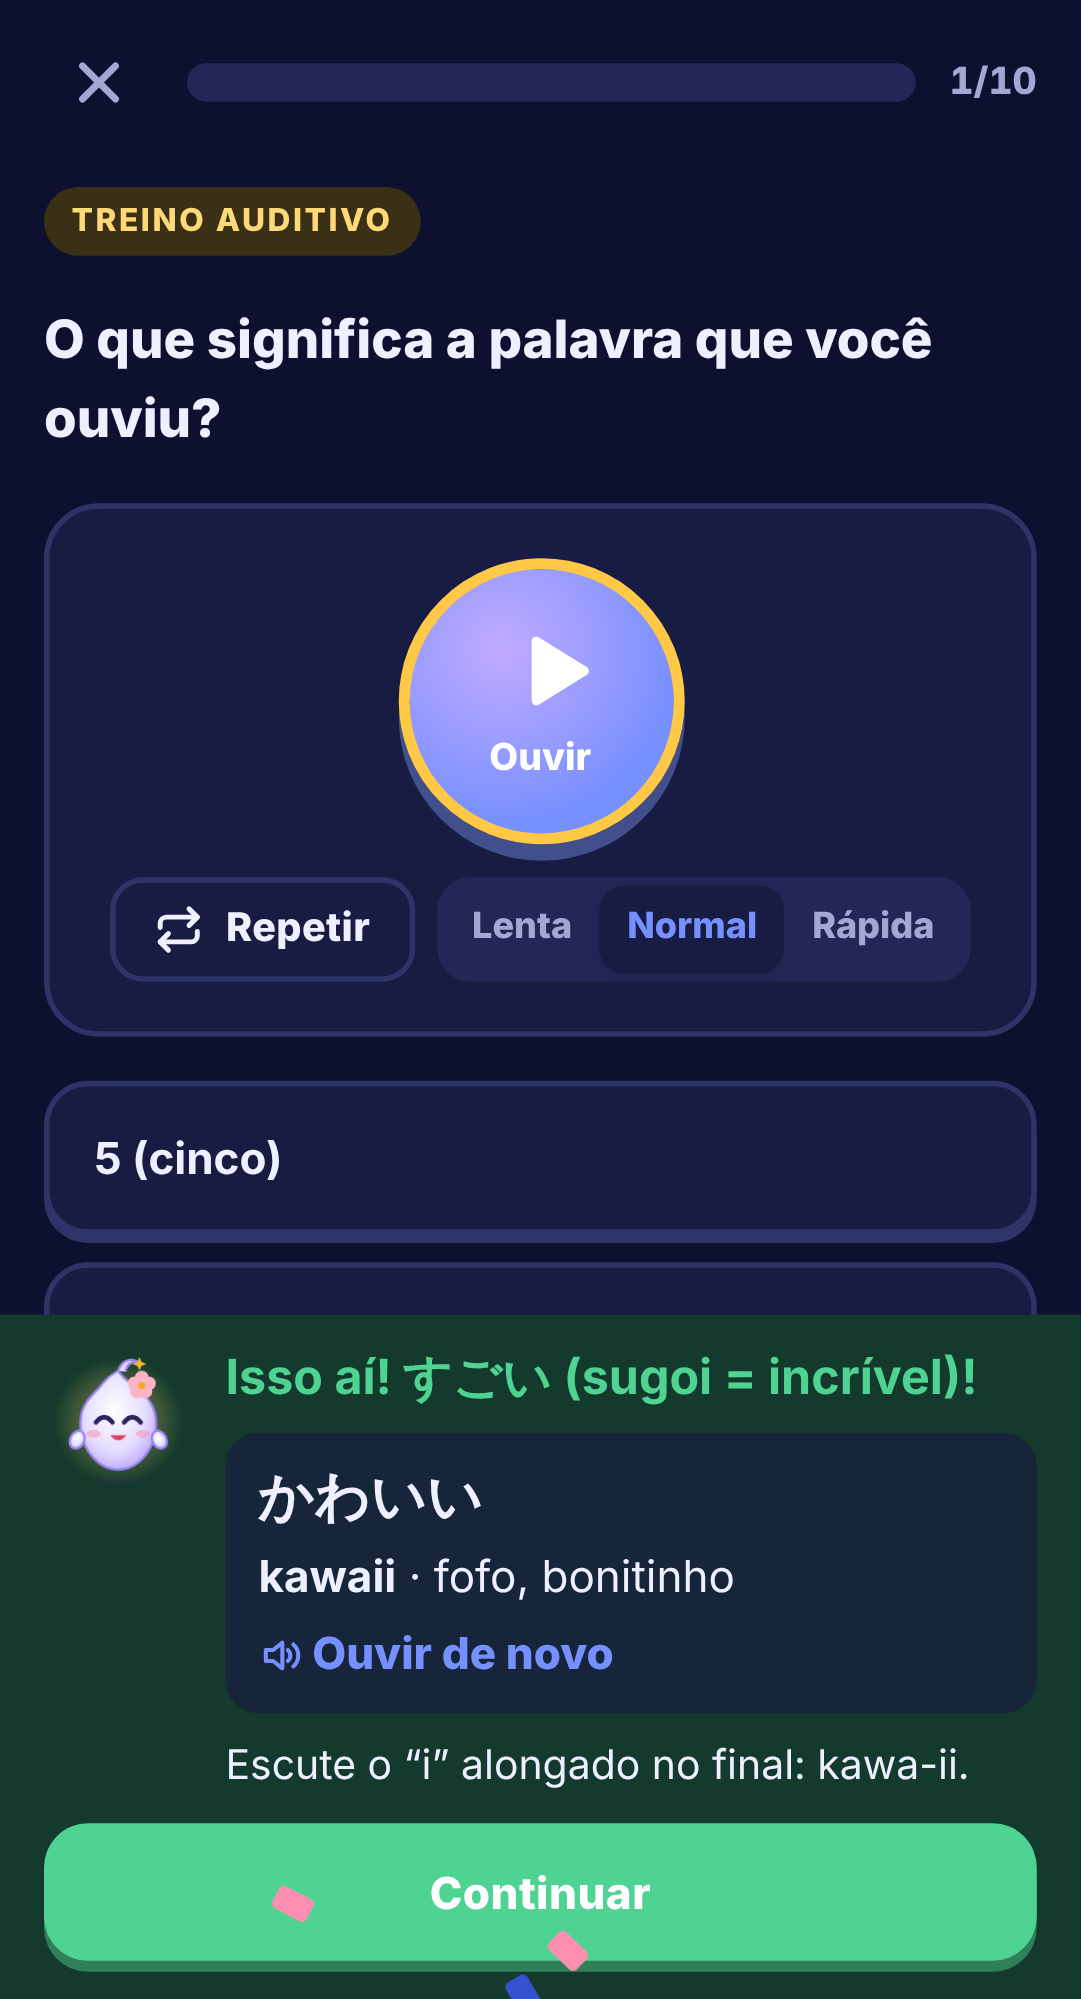 1/10
TREINO AUDITIVO
O que significa a palavra que você
ouviu?
Ouvir
Repetir
Lenta
Normal
Rápida
5 (cinco)
Isso aí! すごい (sugoi = incrível)!
かわいい
kawaii · fofo, bonitinho
Ouvir de novo
Escute o “i” alongado no final: kawa-ii.
Continuar